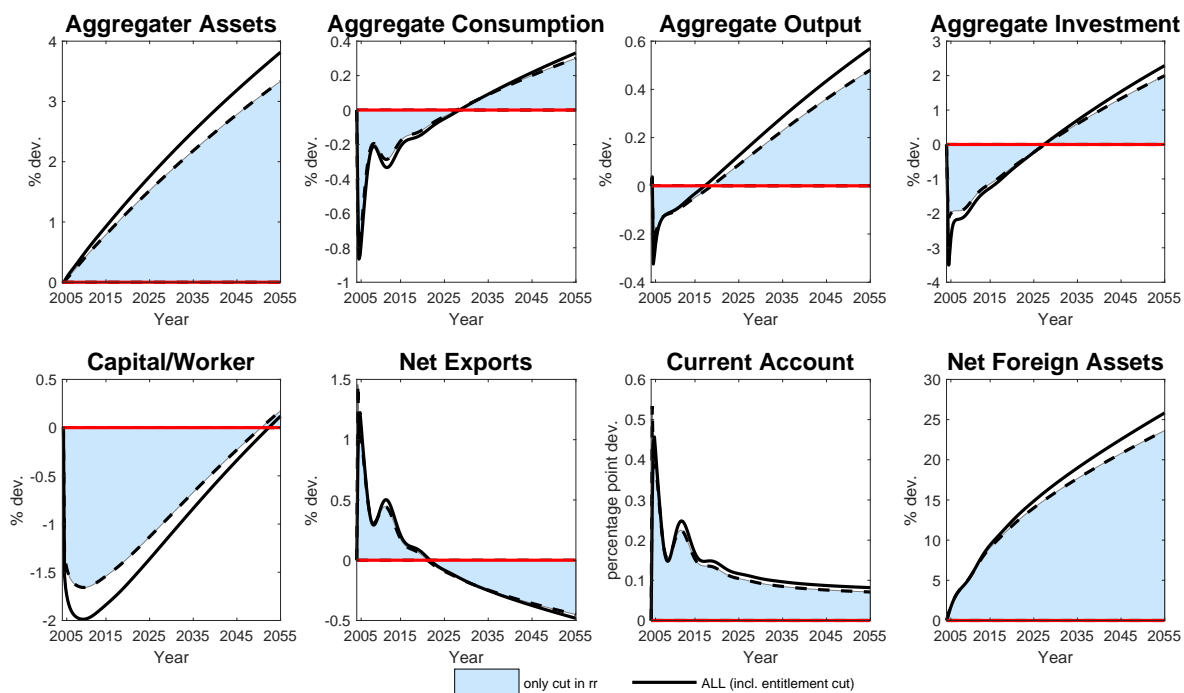 Aggregater Assets
4
3
2
1
0
% dev.
2005 2015 2025 2035 2045 2055
Year
Aggregate Consumption
0.4
0.2
0
-0.2
-0.4
-0.6
-0.8
-1
% dev.
2005 2015 2025 2035 2045 2055
Year
Aggregate Output
0.6
0.4
0.2
0
-0.2
-0.4
% dev.
2005 2015 2025 2035 2045 2055
Year
Aggregate Investment
3
2
1
0
-1
-2
-3
-4
% dev.
2005 2015 2025 2035 2045 2055
Year
Capital/Worker
0.5
0
-0.5
-1
-1.5
-2
% dev.
2005 2015 2025 2035 2045 2055
Year
Net Exports
1.5
1
0.5
0
-0.5
% dev.
2005 2015 2025 2035 2045 2055
Year
Current Account
0.6
0.5
0.4
0.3
0.2
0.1
0
percentage point dev.
2005 2015 2025 2035 2045 2055
Year
Net Foreign Assets
30
25
20
15
10
5
0
% dev.
2005 2015 2025 2035 2045 2055
Year
only cut in rr
ALL (incl. entitlement cut)